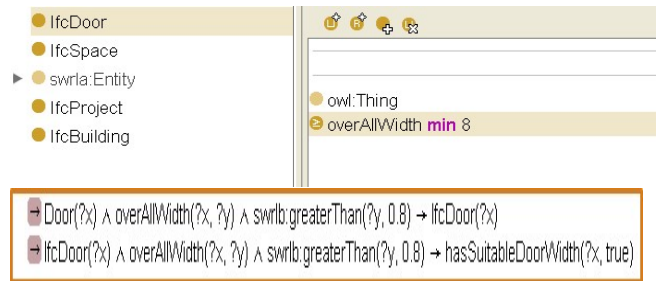 IfcDoor
IfcSpace
swrla:Entity
IfcProject
IfcBuilding
owl:Thing
overAllWidth min 8
Door(?x) ∧ overAllWidth(?x, ?y) ∧ swrlb:greaterThan(?y, 0.8) → IfcDoor(?x)
IfcDoor(?x) ∧ overAllWidth(?x, ?y) ∧ swrlb:greaterThan(?y, 0.8) → hasSuitableDoorWidth(?x, true)